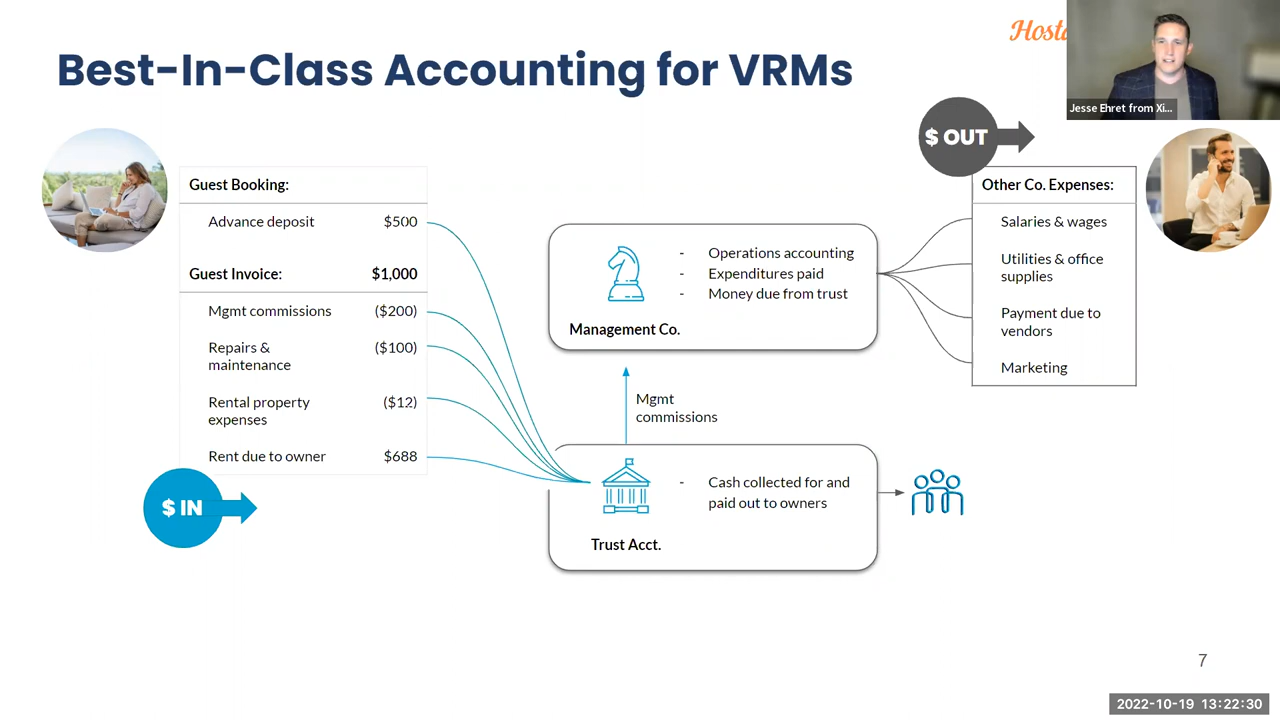 Best-In-Class Accounting for VRMs
Jesse Ehret from Xi...
$ OUT
Guest Booking:
Advance deposit $500
Guest Invoice: $1,000
Mgmt commissions ($200)
Repairs & ($100)
maintenance
Rental property ($12)
expenses
Rent due to owner $688
$ IN
- Operations accounting
- Expenditures paid
- Money due from trust
Management Co.
Mgmt
commissions
- Cash collected for and
paid out to owners
Trust Acct.
Other Co. Expenses:
Salaries & wages
Utilities & office
supplies
Payment due to
vendors
Marketing
7
2022-10-19 13:22:30